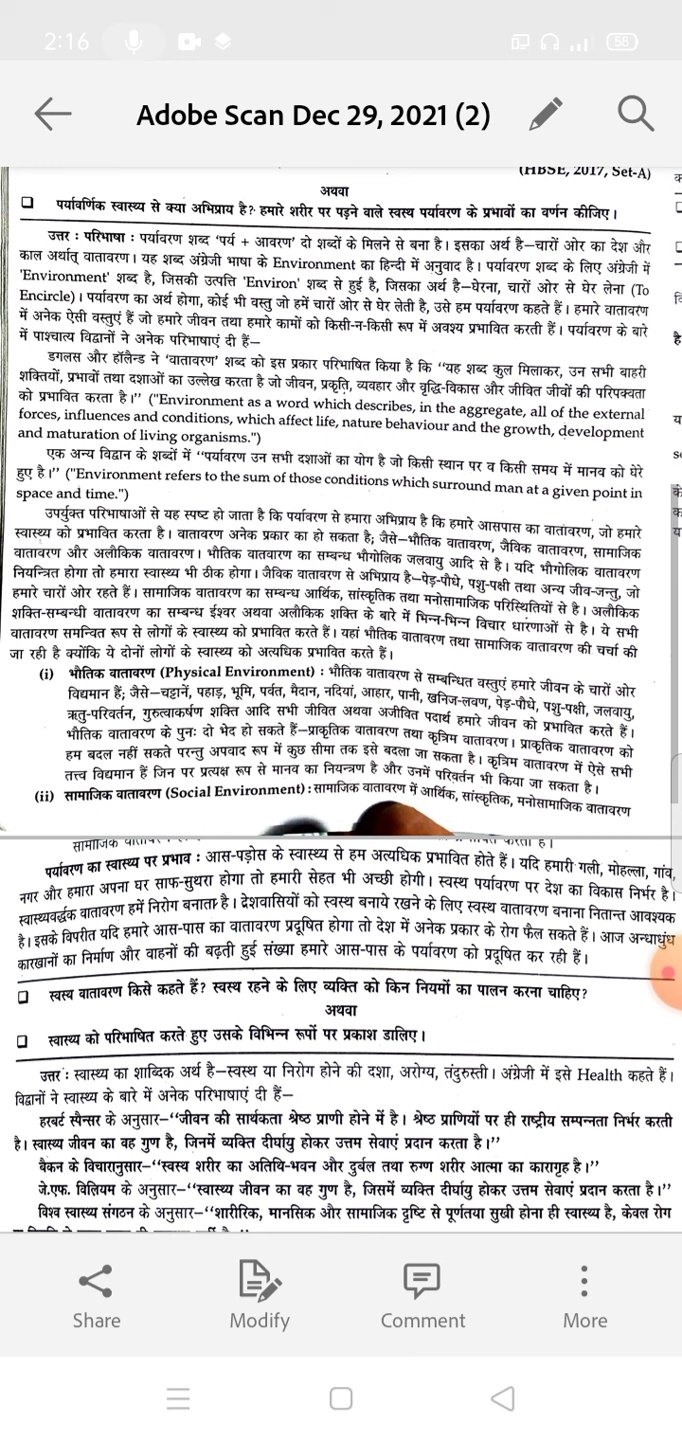 2:16
58
Adobe Scan Dec 29, 2021 (2)
(HBSE, 2017, Set-A)
अथवा
❑ पर्यावर्णिक स्वास्थ्य से क्या अभिप्राय है? हमारे शरीर पर पड़ने वाले स्वस्थ पर्यावरण के प्रभावों का वर्णन कीजिए।
उत्तर : परिभाषा : पर्यावरण शब्द 'पर्य + आवरण' दो शब्दों के मिलने से बना है। इसका अर्थ है–चारों ओर का देश और
काल अर्थात् वातावरण। यह शब्द अंग्रेजी भाषा के Environment का हिन्दी में अनुवाद है। पर्यावरण शब्द के लिए अंग्रेजी में
'Environment' शब्द है, जिसकी उत्पत्ति 'Environ' शब्द से हुई है, जिसका अर्थ है–घेरना, चारों ओर से घेर लेना (To
Encircle)। पर्यावरण का अर्थ होगा, कोई भी वस्तु जो हमें चारों ओर से घेर लेती है, उसे हम पर्यावरण कहते हैं। हमारे वातावरण
में अनेक ऐसी वस्तुएं हैं जो हमारे जीवन तथा हमारे कामों को किसी-न-किसी रूप में अवश्य प्रभावित करती हैं। पर्यावरण के बारे
में पाश्चात्य विद्वानों ने अनेक परिभाषाएं दी हैं–
डगलस और हॉलैन्ड ने 'वातावरण' शब्द को इस प्रकार परिभाषित किया है कि "यह शब्द कुल मिलाकर, उन सभी बाहरी
शक्तियों, प्रभावों तथा दशाओं का उल्लेख करता है जो जीवन, प्रकृति, व्यवहार और वृद्धि-विकास और जीवित जीवों की परिपक्वता
को प्रभावित करता है।" ("Environment as a word which describes, in the aggregate, all of the external
forces, influences and conditions, which affect life, nature behaviour and the growth, development
and maturation of living organisms.")
एक अन्य विद्वान के शब्दों में "पर्यावरण उन सभी दशाओं का योग है जो किसी स्थान पर व किसी समय में मानव को घेरे
हुए है।" ("Environment refers to the sum of those conditions which surround man at a given point in
space and time.")
उपर्युक्त परिभाषाओं से यह स्पष्ट हो जाता है कि पर्यावरण से हमारा अभिप्राय है कि हमारे आसपास का वातावरण, जो हमारे
स्वास्थ्य को प्रभावित करता है। वातावरण अनेक प्रकार का हो सकता है; जैसे–भौतिक वातावरण, जैविक वातावरण, सामाजिक
वातावरण और अलौकिक वातावरण। भौतिक वातवारण का सम्बन्ध भौगोलिक जलवायु आदि से है। यदि भौगोलिक वातावरण
नियन्त्रित होगा तो हमारा स्वास्थ्य भी ठीक होगा। जैविक वातावरण से अभिप्राय है–पेड़-पौधे, पशु-पक्षी तथा अन्य जीव-जन्तु, जो
हमारे चारों ओर रहते हैं। सामाजिक वातावरण का सम्बन्ध आर्थिक, सांस्कृतिक तथा मनोसामाजिक परिस्थितियों से है। अलौकिक
शक्ति-सम्बन्धी वातावरण का सम्बन्ध ईश्वर अथवा अलौकिक शक्ति के बारे में भिन्न-भिन्न विचार धारणाओं से है। ये सभी
वातावरण समन्वित रूप से लोगों के स्वास्थ्य को प्रभावित करते हैं। यहां भौतिक वातावरण तथा सामाजिक वातावरण की चर्चा की
जा रही है क्योंकि ये दोनों लोगों के स्वास्थ्य को अत्यधिक प्रभावित करते हैं।
(i) भौतिक वातावरण (Physical Environment) : भौतिक वातावरण से सम्बन्धित वस्तुएं हमारे जीवन के चारों ओर
विद्यमान हैं; जैसे–चट्टानें, पहाड़, भूमि, पर्वत, मैदान, नदियां, आहार, पानी, खनिज-लवण, पेड़-पौधे, पशु-पक्षी, जलवायु,
ऋतु-परिवर्तन, गुरुत्वाकर्षण शक्ति आदि सभी जीवित अथवा अजीवित पदार्थ हमारे जीवन को प्रभावित करते हैं।
भौतिक वातावरण के पुनः दो भेद हो सकते हैं–प्राकृतिक वातावरण तथा कृत्रिम वातावरण। प्राकृतिक वातावरण को
हम बदल नहीं सकते परन्तु अपवाद रूप में कुछ सीमा तक इसे बदला जा सकता है। कृत्रिम वातावरण में ऐसे सभी
तत्त्व विद्यमान हैं जिन पर प्रत्यक्ष रूप से मानव का नियन्त्रण है और उनमें परिवर्तन भी किया जा सकता है।
(ii) सामाजिक वातावरण (Social Environment) : सामाजिक वातावरण में आर्थिक, सांस्कृतिक, मनोसामाजिक वातावरण
सामाजिक करता है।
पर्यावरण का स्वास्थ्य पर प्रभाव : आस-पड़ोस के स्वास्थ्य से हम अत्यधिक प्रभावित होते हैं। यदि हमारी गली, मोहल्ला, गांव,
नगर और हमारा अपना घर साफ-सुथरा होगा तो हमारी सेहत भी अच्छी होगी। स्वस्थ पर्यावरण पर देश का विकास निर्भर है।
स्वास्थ्यवर्द्धक वातावरण हमें निरोग बनाता है। देशवासियों को स्वस्थ बनाये रखने के लिए स्वस्थ वातावरण बनाना नितान्त आवश्यक
है। इसके विपरीत यदि हमारे आस-पास का वातावरण प्रदूषित होगा तो देश में अनेक प्रकार के रोग फैल सकते हैं। आज अन्धाधुंध
कारखानों का निर्माण और वाहनों की बढ़ती हुई संख्या हमारे आस-पास के पर्यावरण को प्रदूषित कर रही हैं।
❑ स्वस्थ वातावरण किसे कहते हैं? स्वस्थ रहने के लिए व्यक्ति को किन नियमों का पालन करना चाहिए?
अथवा
❑ स्वास्थ्य को परिभाषित करते हुए उसके विभिन्न रूपों पर प्रकाश डालिए।
उत्तर : स्वास्थ्य का शाब्दिक अर्थ है–स्वस्थ या निरोग होने की दशा, अरोग्य, तंदुरुस्ती। अंग्रेजी में इसे Health कहते हैं।
विद्वानों ने स्वास्थ्य के बारे में अनेक परिभाषाएं दी हैं–
हरबर्ट स्पैन्सर के अनुसार–"जीवन की सार्थकता श्रेष्ठ प्राणी होने में है। श्रेष्ठ प्राणियों पर ही राष्ट्रीय सम्पन्नता निर्भर करती
है। स्वास्थ्य जीवन का वह गुण है, जिनमें व्यक्ति दीर्घायु होकर उत्तम सेवाएं प्रदान करता है।"
बैकन के विचारानुसार–"स्वस्थ शरीर का अतिथि-भवन और दुर्बल तथा रुग्ण शरीर आत्मा का कारागृह है।"
जे.एफ. विलियम के अनुसार–"स्वास्थ्य जीवन का वह गुण है, जिसमें व्यक्ति दीर्घायु होकर उत्तम सेवाएं प्रदान करता है।"
विश्व स्वास्थ्य संगठन के अनुसार–"शारीरिक, मानसिक और सामाजिक दृष्टि से पूर्णतया सुखी होना ही स्वास्थ्य है, केवल रोग
Share
Modify
Comment
More